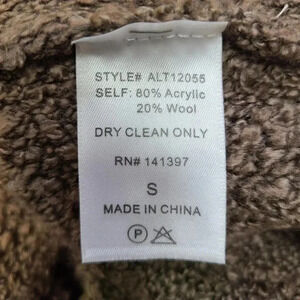 STYLE# ALT12055
SELF: 80% Acrylic
20% Wool
DRY CLEAN ONLY
RN# 141397
S
MADE IN CHINA
P